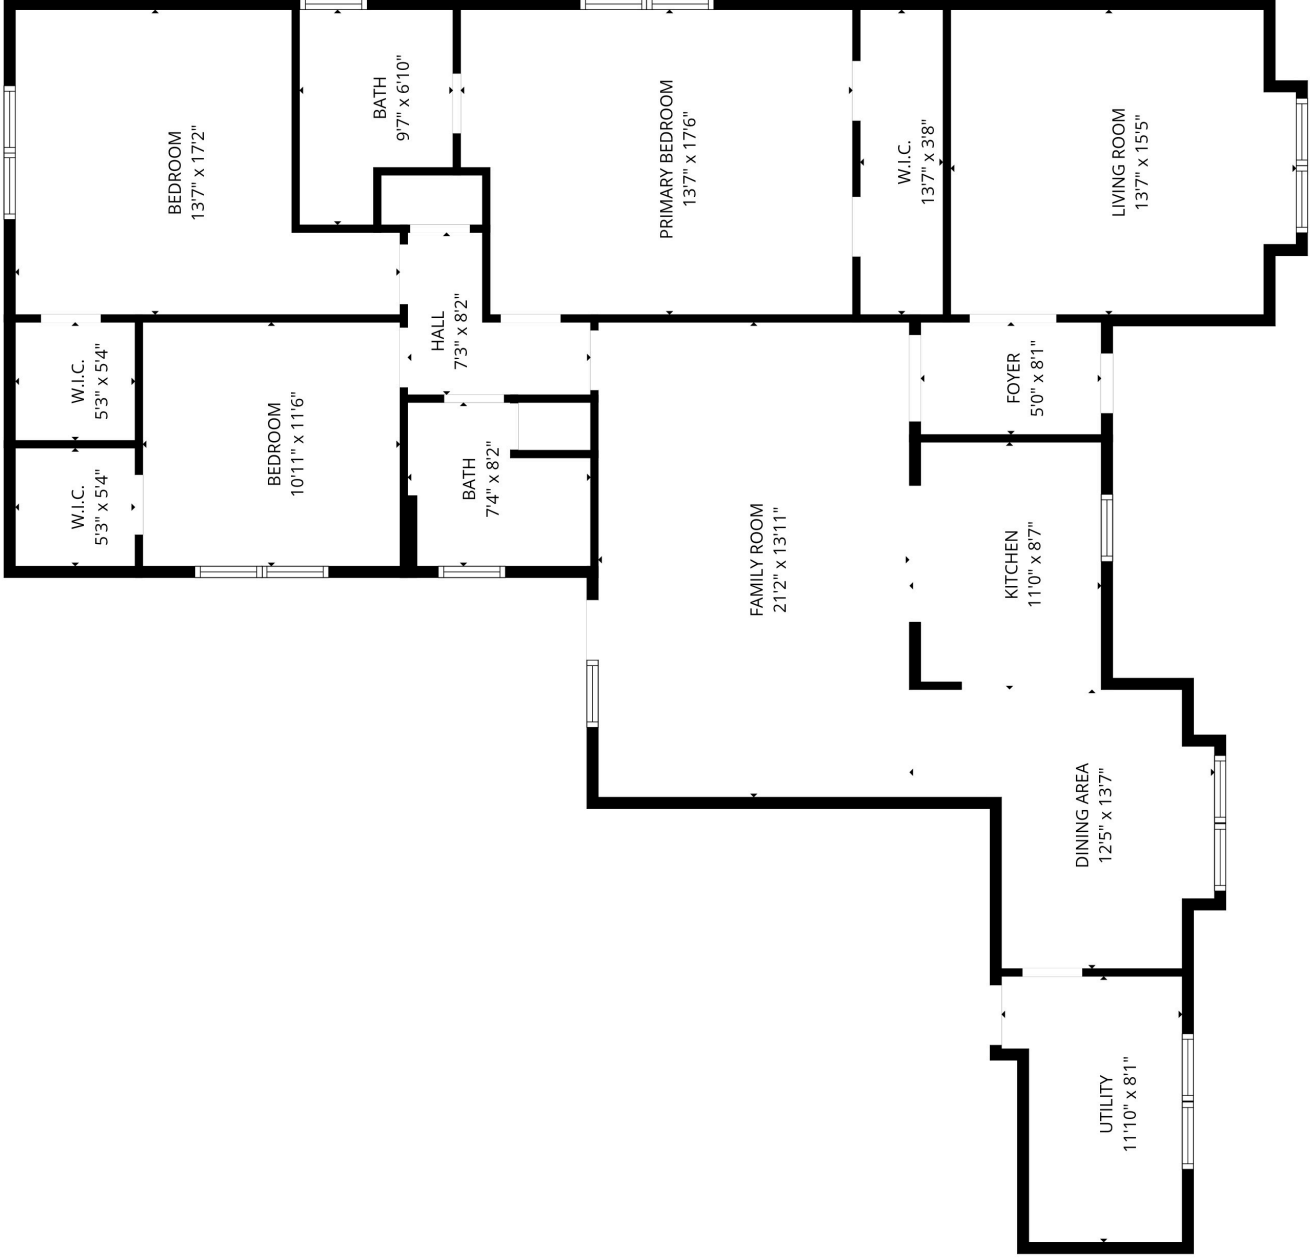 BEDROOM
13'7" x 17'2"
BATH
9'7" x 6'10"
PRIMARY BEDROOM
13'7" x 17'6"
W.I.C.
13'7" x 3'8"
LIVING ROOM
13'7" x 15'5"
HALL
7'3" x 8'2"
W.I.C.
5'3" x 5'4"
BEDROOM
10'11" x 11'6"
W.I.C.
5'3" x 5'4"
BATH
7'4" x 8'2"
FAMILY ROOM
21'2" x 13'11"
FOYER
5'0" x 8'1"
KITCHEN
11'0" x 8'7"
DINING AREA
12'5" x 13'7"
UTILITY
11'10" x 8'1"